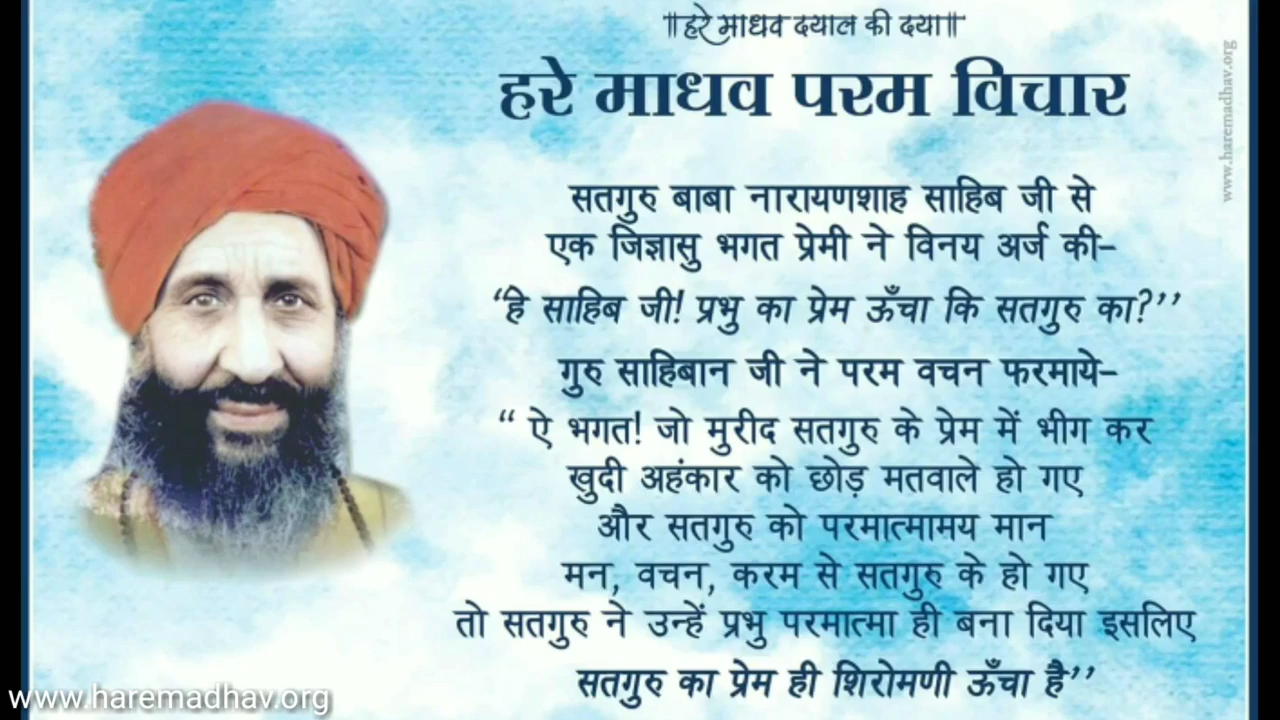 ॥हरे माधव दयाल की दया॥
हरे माधव परम विचार
www.haremadhav.org
सतगुरु बाबा नारायणशाह साहिब जी से
एक जिज्ञासु भगत प्रेमी ने विनय अर्ज की–
“हे साहिब जी! प्रभु का प्रेम ऊँचा कि सतगुरु का?’’
गुरु साहिबान जी ने परम वचन फरमाये–
“ ऐ भगत! जो मुरीद सतगुरु के प्रेम में भीग कर
खुदी अहंकार को छोड़ मतवाले हो गए
और सतगुरु को परमात्मामय मान
मन, वचन, करम से सतगुरु के हो गए
तो सतगुरु ने उन्हें प्रभु परमात्मा ही बना दिया इसलिए
सतगुरु का प्रेम ही शिरोमणी ऊँचा है’’
www.haremadhav.org